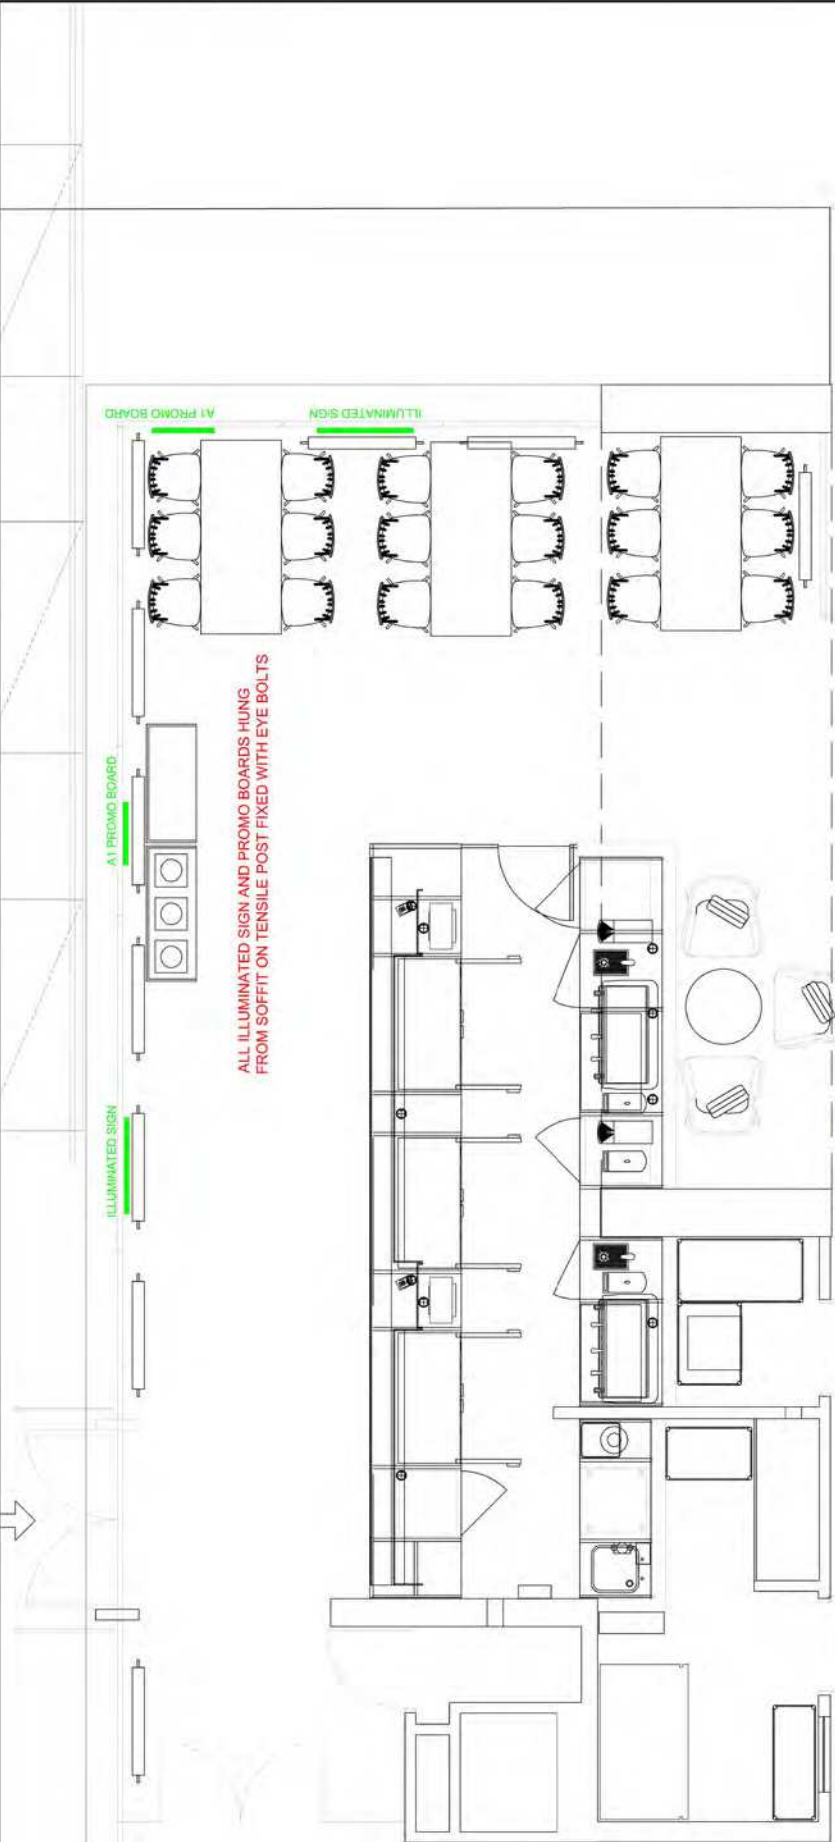 A1 PROMO BOARD
ILLUMINATED SIGN
ALL ILLUMINATED SIGN AND PROMO BOARDS HUNG
FROM SOFFIT ON TENSILE POST FIXED WITH EYE BOLTS
A1 PROMO BOARD
ILLUMINATED SIGN